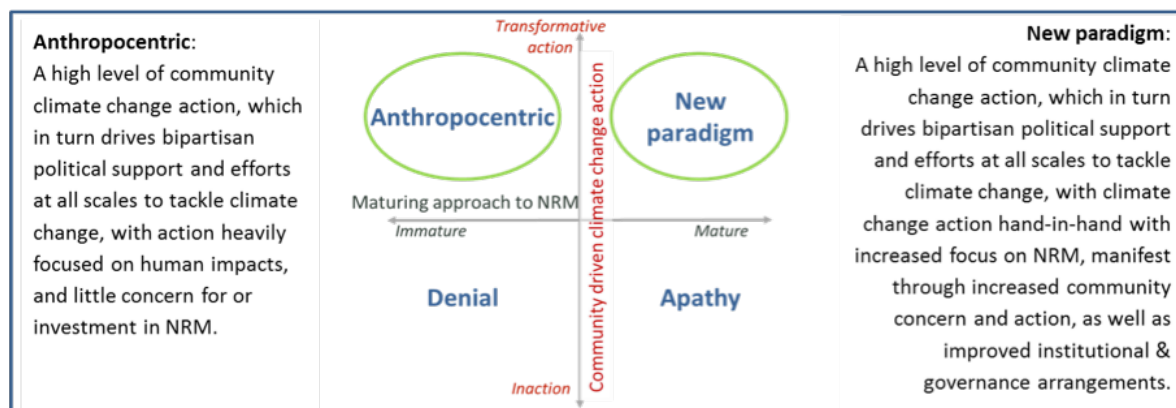 Anthropocentric:
A high level of community
climate change action, which
in turn drives bipartisan
political support and efforts
at all scales to tackle climate
change, with action heavily
focused on human impacts,
and little concern for or
investment in NRM.
Transformative
action
Anthropocentric
New
paradigm
Maturing approach to NRM
Immature
Mature
Community driven climate change action
Denial
Apathy
Inaction
New paradigm:
A high level of community climate
change action, which in turn
drives bipartisan political support
and efforts at all scales to tackle
climate change, with climate
change action hand-in-hand with
increased focus on NRM, manifest
through increased community
concern and action, as well as
improved institutional &
governance arrangements.